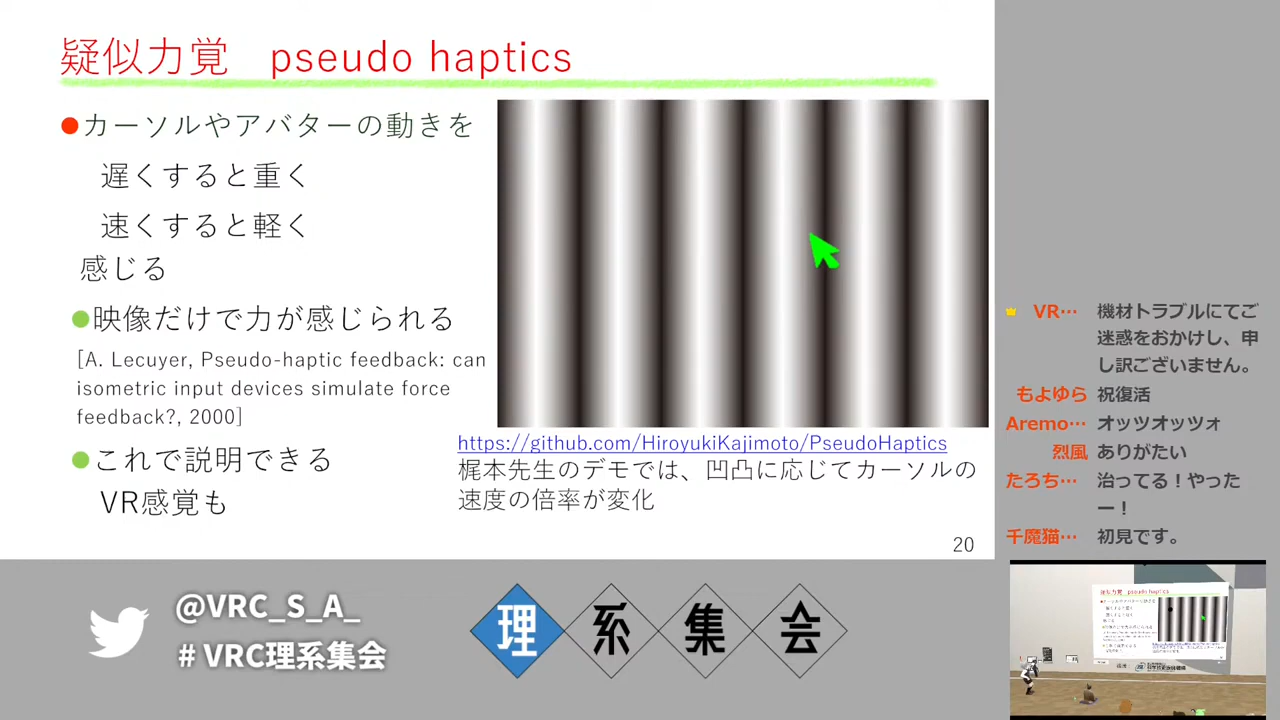 疑似力覚 pseudo haptics
●カーソルやアバターの動きを
遅くすると重く
速くすると軽く
感じる
●映像だけで力が感じられる
[A. Lecuyer, Pseudo-haptic feedback: can
isometric input devices simulate force
feedback?, 2000]
●これで説明できる
VR感覚も
https://github.com/HiroyukiKajimoto/PseudoHaptics
梶本先生のデモでは、凹凸に応じてカーソルの
速度の倍率が変化
20
VR… 機材トラブルにてご
迷惑をおかけし、申
し訳ございません。
もよゆら 祝復活
Aremo… オッツオッツォ
烈風 ありがたい
たろち… 治ってる！やった
ー！
千魔猫… 初見です。
@VRC_S_A_
# VRC理系集会
理系集会
疑似力覚 pseudo haptics